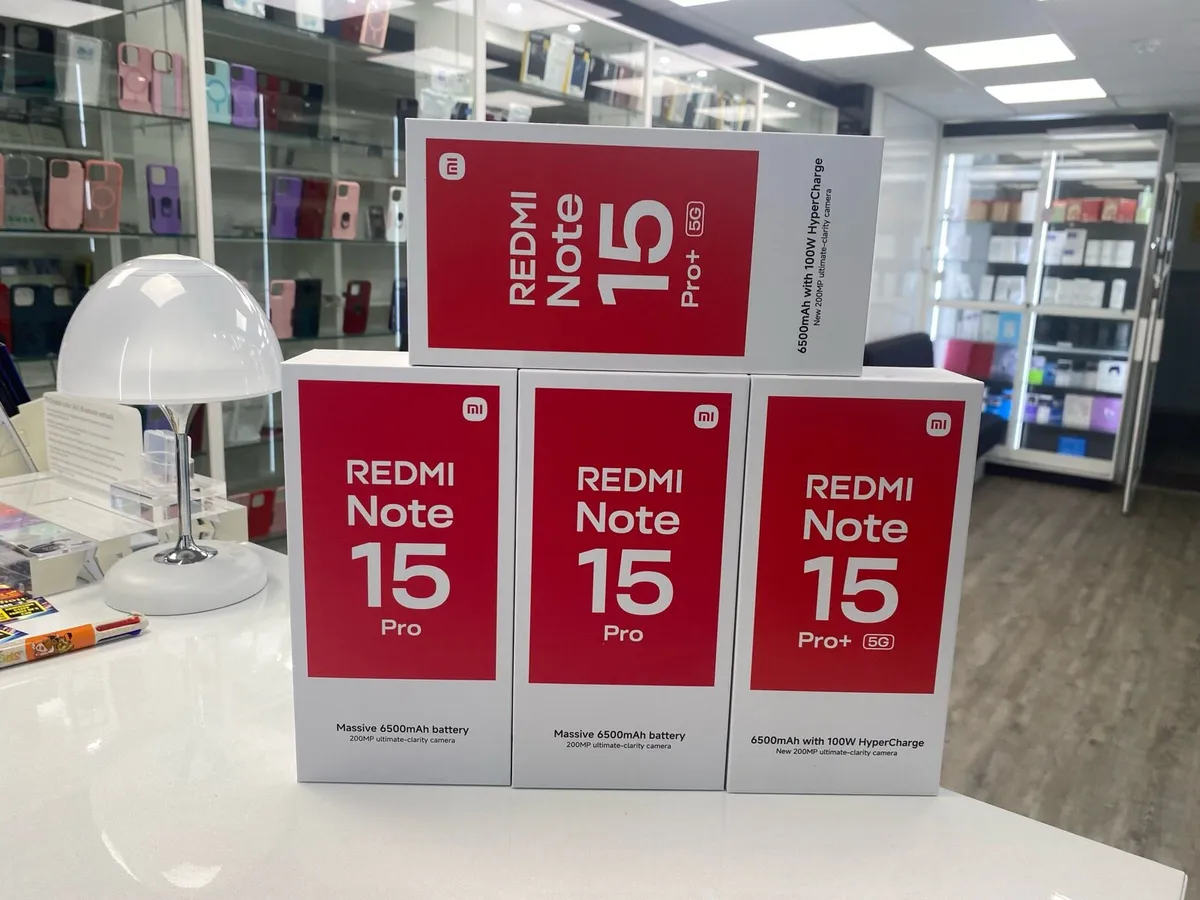 mi
REDMI
Note
15
Pro+ 5G
6500mAh with 100W HyperCharge
New 200MP ultimate-clarity camera
mi
REDMI
Note
15
Pro
Massive 6500mAh battery
200MP ultimate-clarity camera
mi
REDMI
Note
15
Pro
Massive 6500mAh battery
200MP ultimate-clarity camera
mi
REDMI
Note
15
Pro+ 5G
6500mAh with 100W HyperCharge
New 200MP ultimate-clarity camera